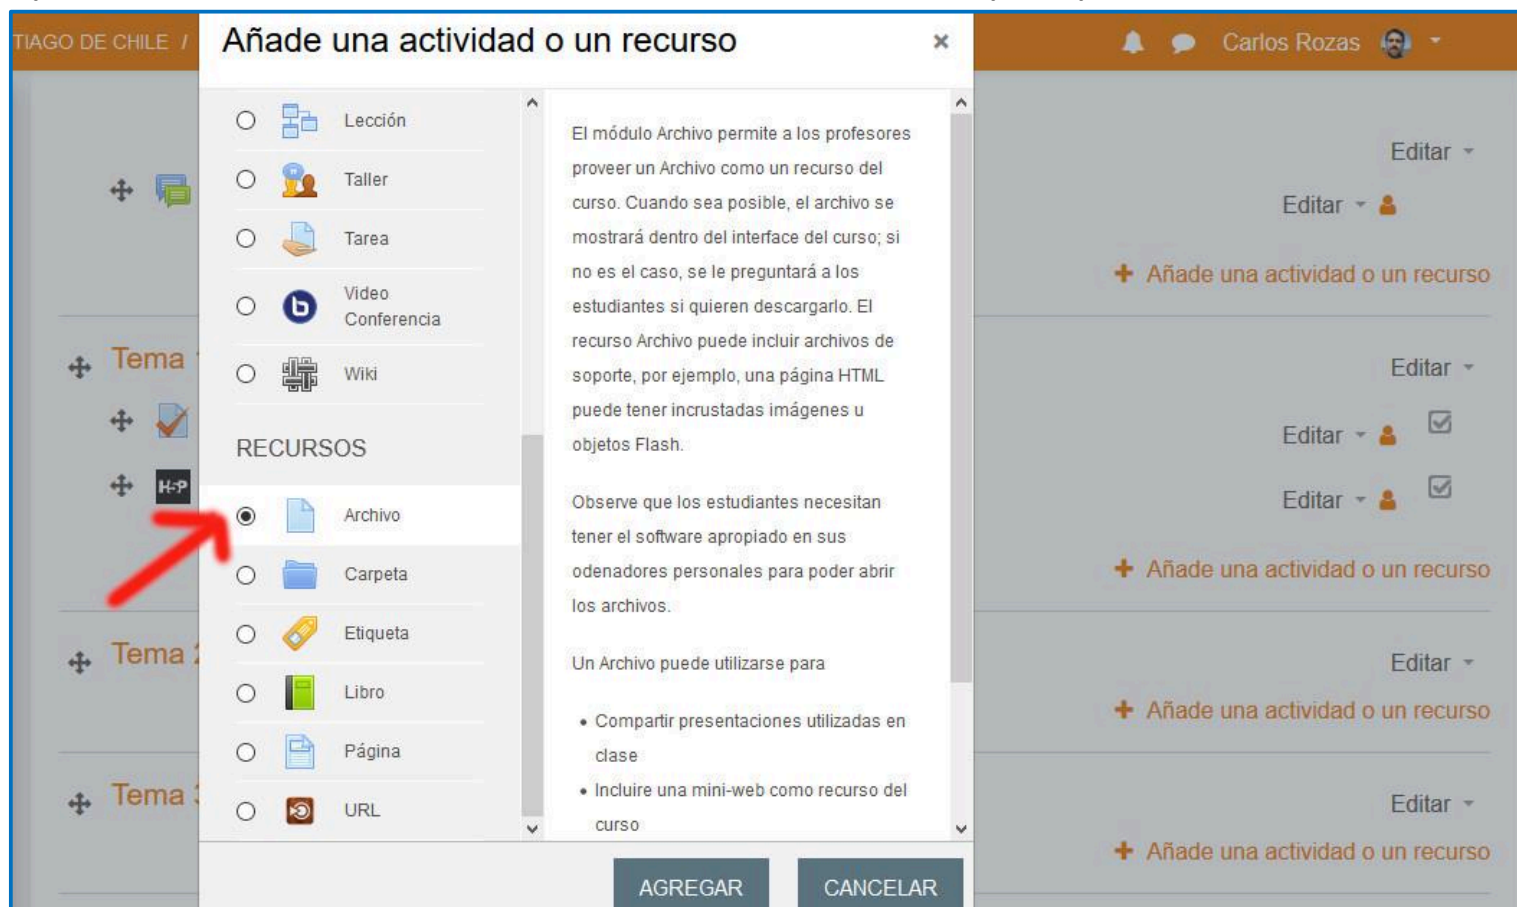 TIAGO DE CHILE /
Añade una actividad o un recurso
×
Carlos Rozas
Lección
Taller
Tarea
Video
Conferencia
Wiki
RECURSOS
Archivo
Carpeta
Etiqueta
Libro
Página
URL
El módulo Archivo permite a los profesores
proveer un Archivo como un recurso del
curso. Cuando sea posible, el archivo se
mostrará dentro del interface del curso; si
no es el caso, se le preguntará a los
estudiantes si quieren descargarlo. El
recurso Archivo puede incluir archivos de
soporte, por ejemplo, una página HTML
puede tener incrustadas imágenes u
objetos Flash.
Observe que los estudiantes necesitan
tener el software apropiado en sus
odenadores personales para poder abrir
los archivos.
Un Archivo puede utilizarse para
• Compartir presentaciones utilizadas en
clase
• Incluire una mini-web como recurso del
curso
AGREGAR
CANCELAR
Editar
Editar
+ Añade una actividad o un recurso
Tema 1
Editar
Editar
H5P
Editar
+ Añade una actividad o un recurso
Tema 2
Editar
+ Añade una actividad o un recurso
Tema 3
Editar
+ Añade una actividad o un recurso